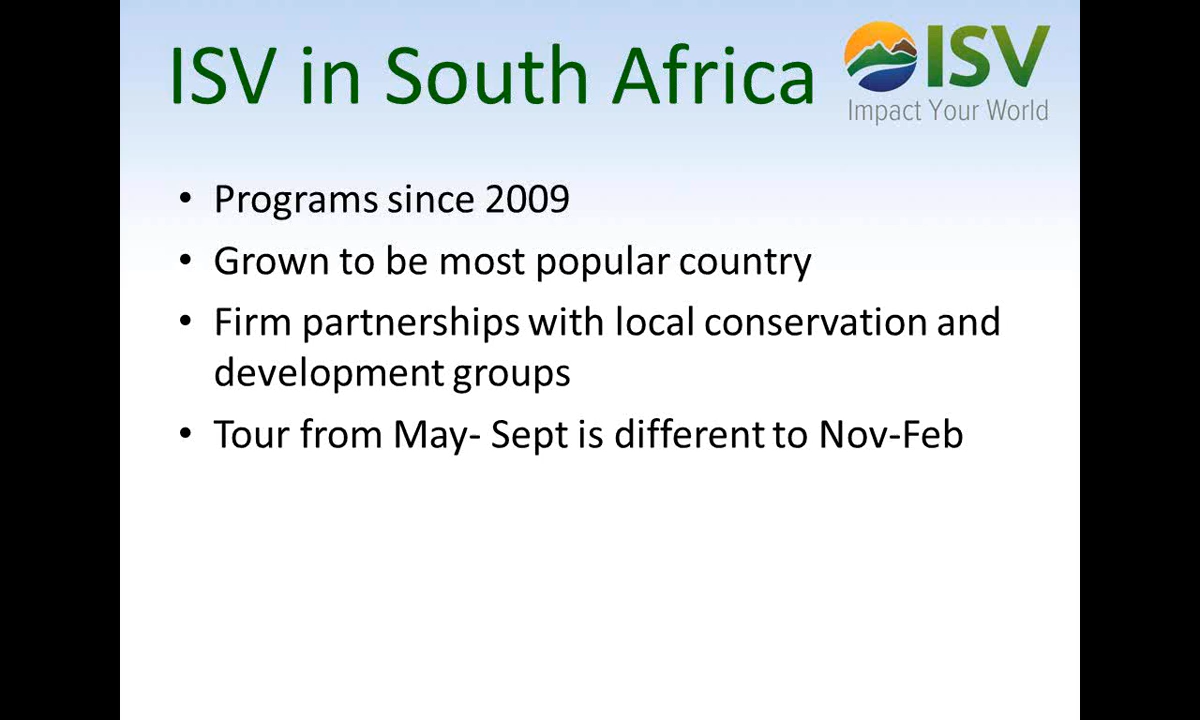 ISV in South Africa
ISV
Impact Your World
• Programs since 2009
• Grown to be most popular country
• Firm partnerships with local conservation and
development groups
• Tour from May- Sept is different to Nov-Feb